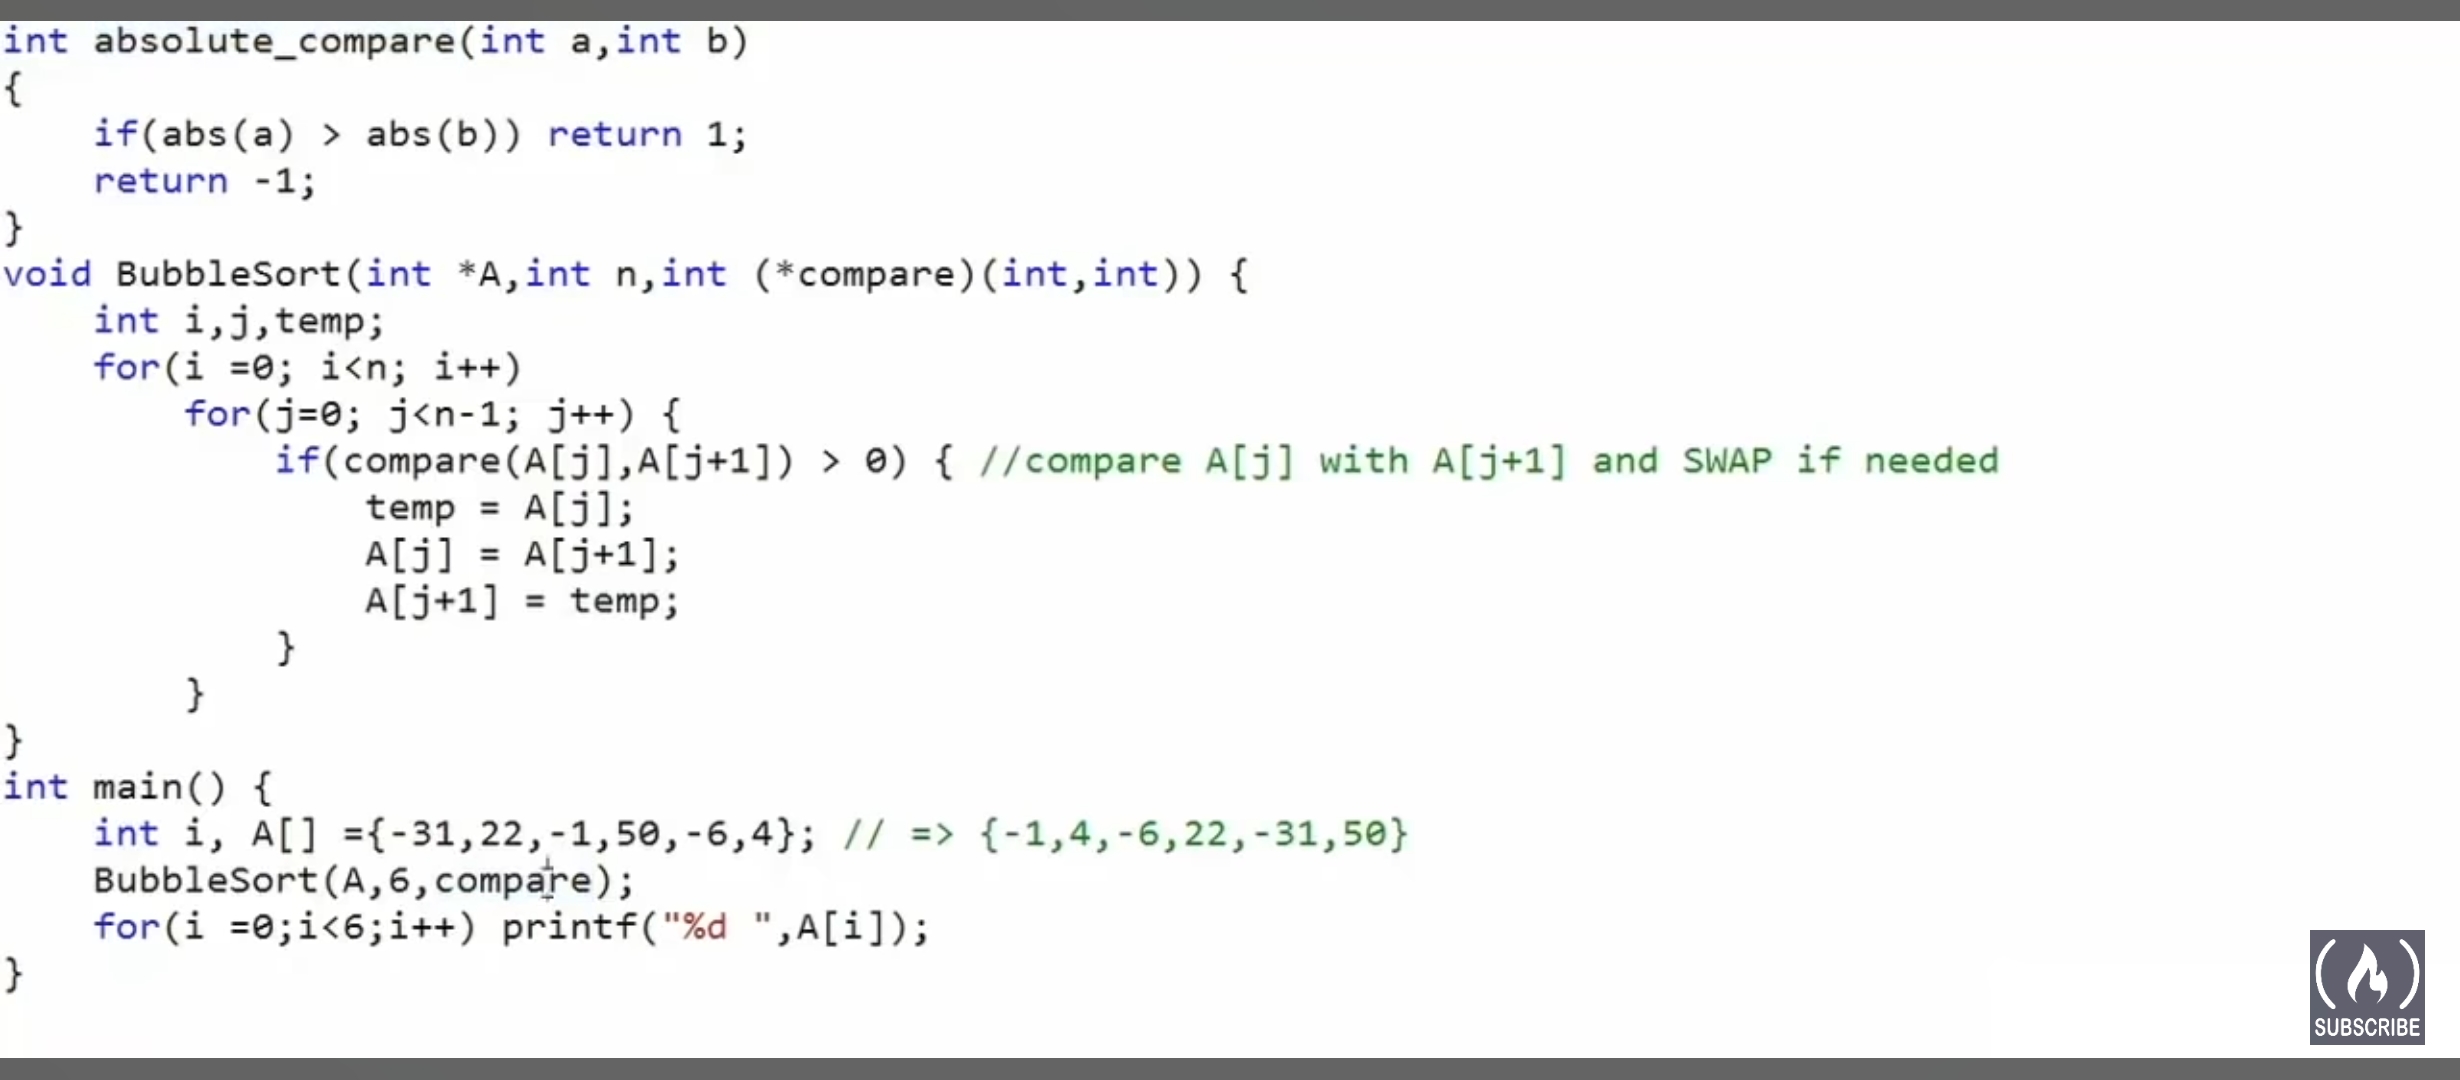 int absolute_compare(int a,int b)
{
    if(abs(a) > abs(b)) return 1;
    return -1;
}
void BubbleSort(int *A,int n,int (*compare)(int,int)) {
    int i,j,temp;
    for(i =0; i<n; i++)
        for(j=0; j<n-1; j++) {
            if(compare(A[j],A[j+1]) > 0) { //compare A[j] with A[j+1] and SWAP if needed
                temp = A[j];
                A[j] = A[j+1];
                A[j+1] = temp;
            }
        }
}
int main() {
    int i, A[] ={-31,22,-1,50,-6,4}; // => {-1,4,-6,22,-31,50}
    BubbleSort(A,6,compare);
    for(i =0;i<6;i++) printf("%d ",A[i]);
}
SUBSCRIBE